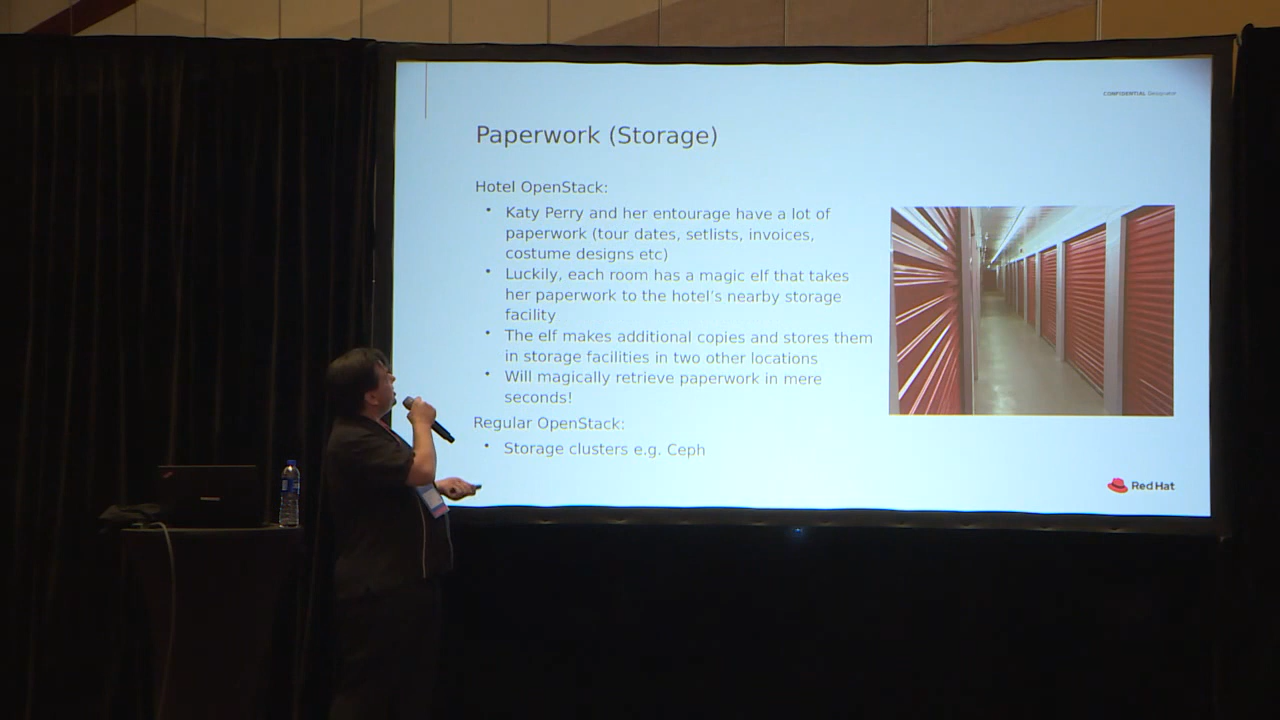 CONFIDENTIAL Designator
Paperwork (Storage)
Hotel OpenStack:
• Katy Perry and her entourage have a lot of
paperwork (tour dates, setlists, invoices,
costume designs etc)
• Luckily, each room has a magic elf that takes
her paperwork to the hotel’s nearby storage
facility
• The elf makes additional copies and stores them
in storage facilities in two other locations
• Will magically retrieve paperwork in mere
seconds!
Regular OpenStack:
• Storage clusters e.g. Ceph
Red Hat